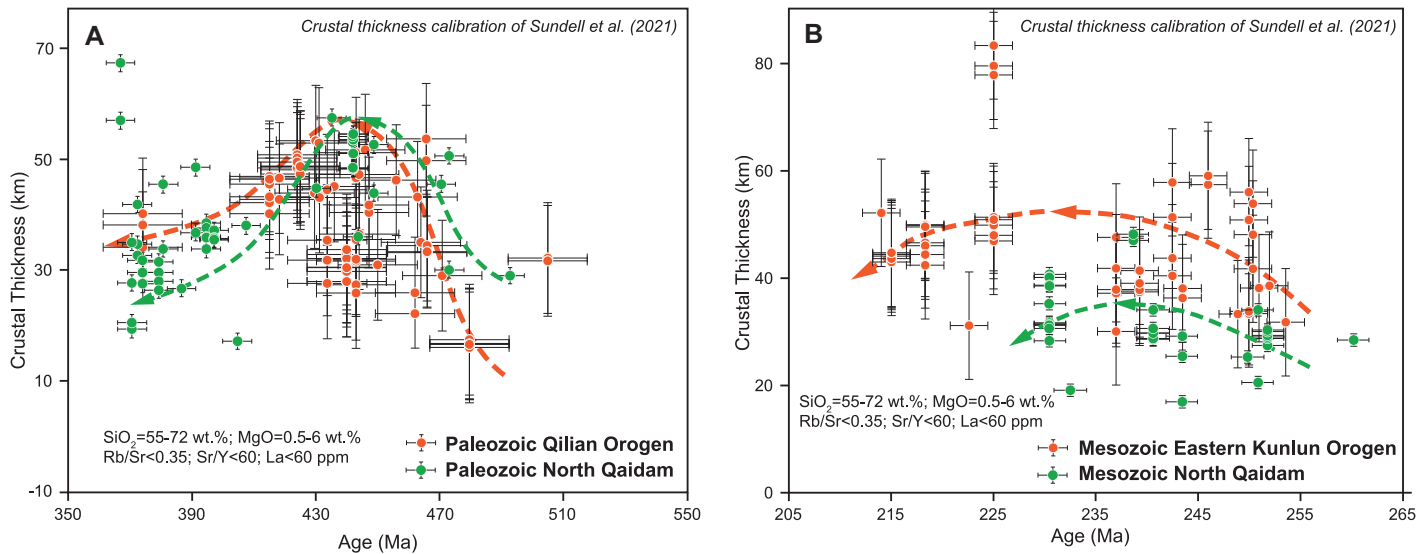 A
Crustal thickness calibration of Sundell et al. (2021)
Crustal Thickness (km)
70
50
30
10
-10
SiO₂=55-72 wt.%; MgO=0.5-6 wt.%
Rb/Sr<0.35; Sr/Y<60; La<60 ppm
Paleozoic Qilian Orogen
Paleozoic North Qaidam
350 390 430 470 510 550
Age (Ma)
B
Crustal thickness calibration of Sundell et al. (2021)
Crustal Thickness (km)
80
60
40
20
0
SiO₂=55-72 wt.%; MgO=0.5-6 wt.%
Rb/Sr<0.35; Sr/Y<60; La<60 ppm
Mesozoic Eastern Kunlun Orogen
Mesozoic North Qaidam
205 215 225 235 245 255 265
Age (Ma)